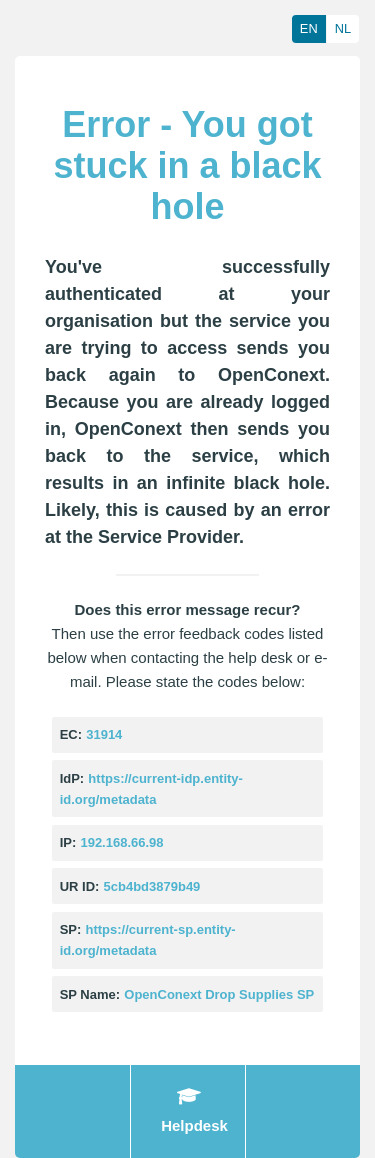 EN NL
Error - You got
stuck in a black
hole
You've successfully
authenticated at your
organisation but the service you
are trying to access sends you
back again to OpenConext.
Because you are already logged
in, OpenConext then sends you
back to the service, which
results in an infinite black hole.
Likely, this is caused by an error
at the Service Provider.
Does this error message recur?
Then use the error feedback codes listed
below when contacting the help desk or e-
mail. Please state the codes below:
EC: 31914
IdP: https://current-idp.entity-
id.org/metadata
IP: 192.168.66.98
UR ID: 5cb4bd3879b49
SP: https://current-sp.entity-
id.org/metadata
SP Name: OpenConext Drop Supplies SP
Helpdesk